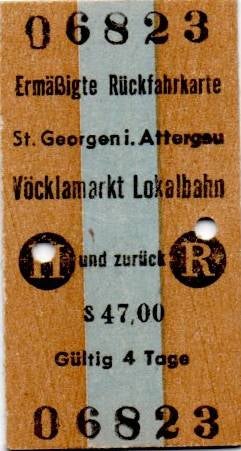 06823
Ermäßigte Rückfahrkarte
St. Georgen i. Attergau
Vöcklamarkt Lokalbahn
H und zurück R
S 47,00
Gültig 4 Tage
06823